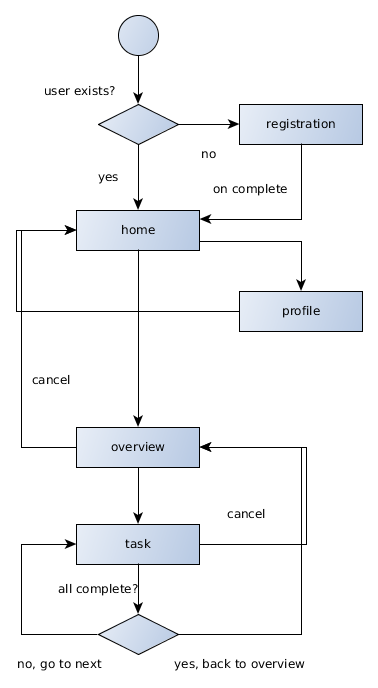 user exists?
registration
no
yes
on complete
home
profile
cancel
overview
cancel
task
all complete?
no, go to next
yes, back to overview